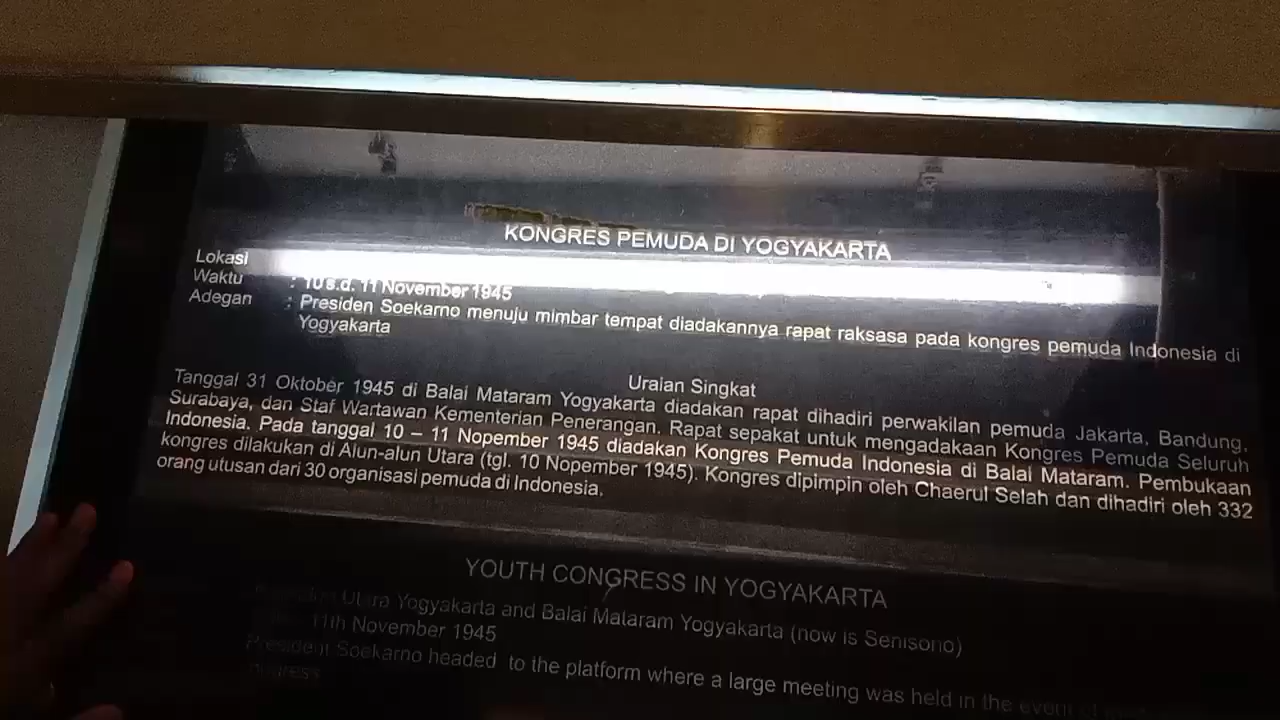 KONGRES PEMUDA DI YOGYAKARTA
Lokasi
Waktu : 10 s.d. 11 November 1945
Adegan : Presiden Soekarno menuju mimbar tempat diadakannya rapat raksasa pada kongres pemuda Indonesia di
Yogyakarta
Uraian Singkat
Tanggal 31 Oktober 1945 di Balai Mataram Yogyakarta diadakan rapat dihadiri perwakilan pemuda Jakarta, Bandung,
Surabaya, dan Staf Wartawan Kementerian Penerangan. Rapat sepakat untuk mengadakaan Kongres Pemuda Seluruh
Indonesia. Pada tanggal 10 – 11 Nopember 1945 diadakan Kongres Pemuda Indonesia di Balai Mataram. Pembukaan
kongres dilakukan di Alun-alun Utara (tgl. 10 Nopember 1945). Kongres dipimpin oleh Chaerul Selah dan dihadiri oleh 332
orang utusan dari 30 organisasi pemuda di Indonesia.
YOUTH CONGRESS IN YOGYAKARTA
Utara Yogyakarta and Balai Mataram Yogyakarta (now is Senisono)
11th November 1945
President Soekarno headed to the platform where a large meeting was held in the event of